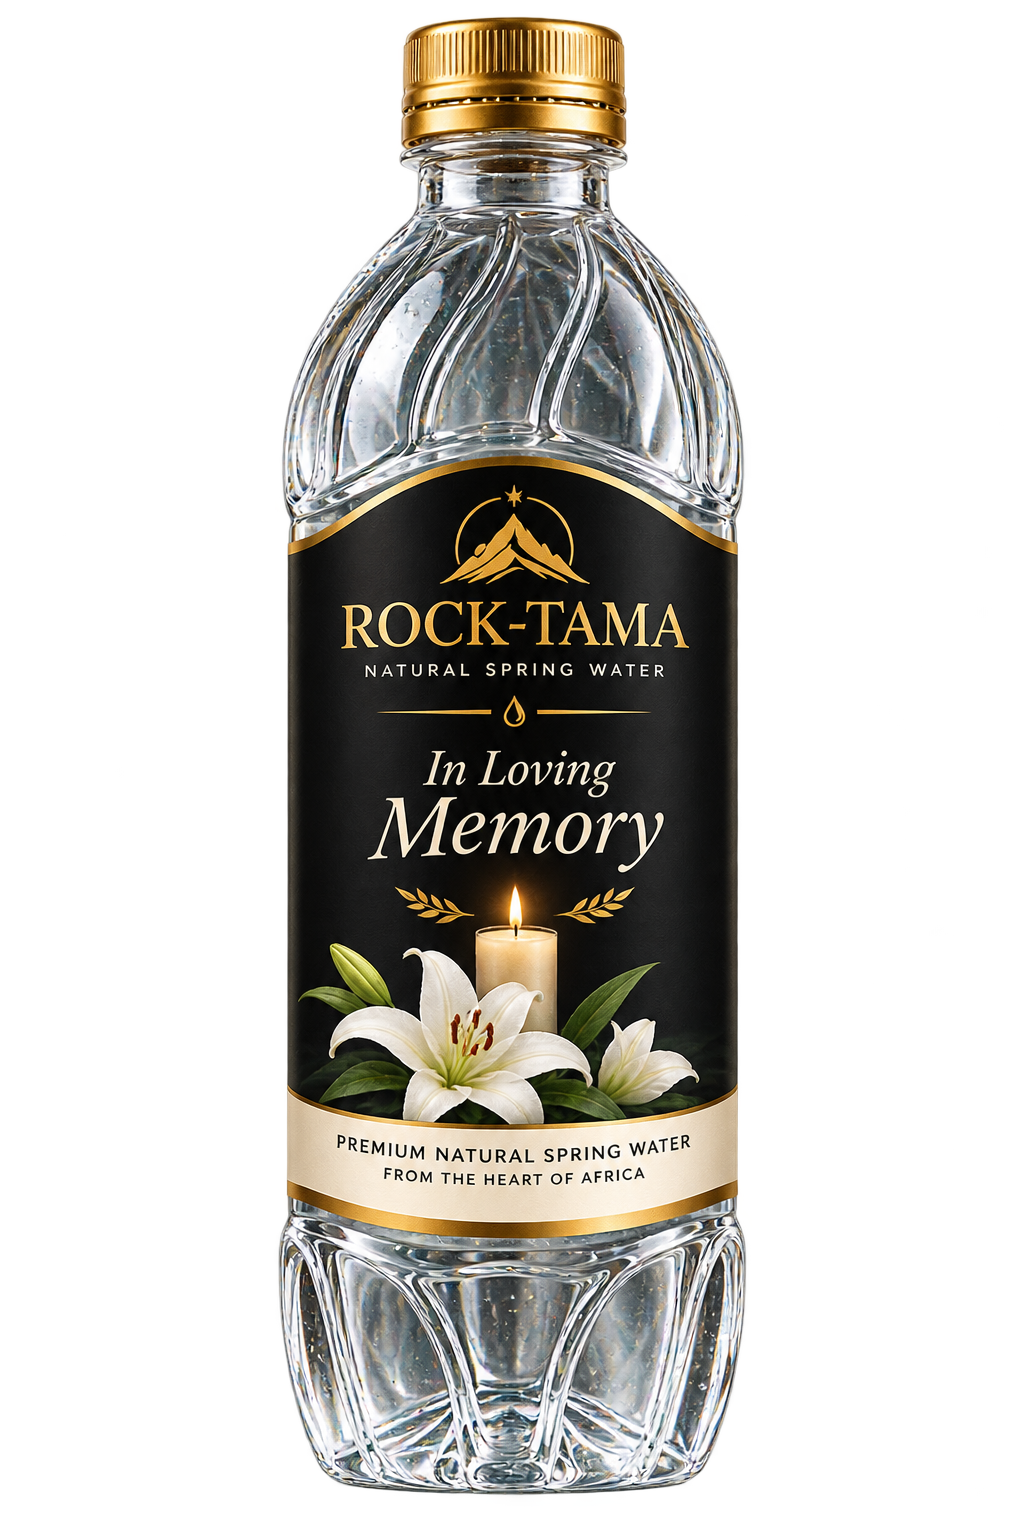 ROCK-TAMA
NATURAL SPRING WATER
In Loving
Memory
PREMIUM NATURAL SPRING WATER
FROM THE HEART OF AFRICA